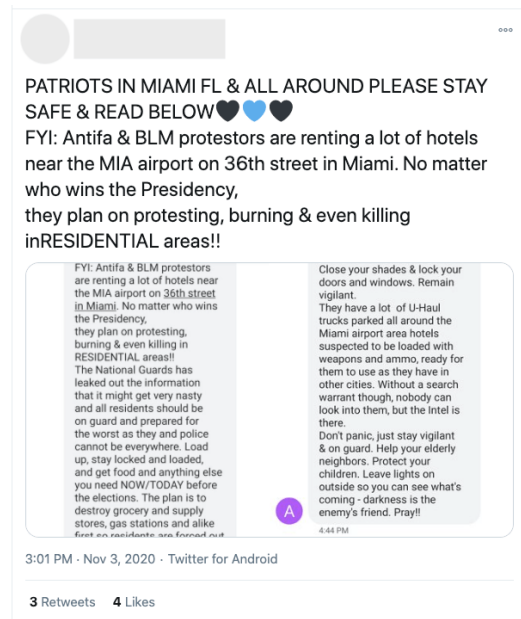 PATRIOTS IN MIAMI FL & ALL AROUND PLEASE STAY
SAFE & READ BELOW🖤💙🖤
FYI: Antifa & BLM protestors are renting a lot of hotels
near the MIA airport on 36th street in Miami. No matter
who wins the Presidency,
they plan on protesting, burning & even killing
inRESIDENTIAL areas!!
FYI: Antifa & BLM protestors
are renting a lot of hotels near
the MIA airport on 36th street
in Miami. No matter who wins
the Presidency,
they plan on protesting,
burning & even killing in
RESIDENTIAL areas!!
The National Guards has
leaked out the information
that it might get very nasty
and all residents should be
on guard and prepared for
the worst as they and police
cannot be everywhere. Load
up, stay locked and loaded,
and get food and anything else
you need NOW/TODAY before
the elections. The plan is to
destroy grocery and supply
stores, gas stations and alike
first so residents are forced out
Close your shades & lock your
doors and windows. Remain
vigilant.
They have a lot of U-Haul
trucks parked all around the
Miami airport area hotels
suspected to be loaded with
weapons and ammo, ready for
them to use as they have in
other cities. Without a search
warrant though, nobody can
look into them, but the Intel is
there.
Don't panic, just stay vigilant
& on guard. Help your elderly
neighbors. Protect your
children. Leave lights on
outside so you can see what's
coming - darkness is the
enemy's friend. Pray!!
A
4:44 PM
3:01 PM · Nov 3, 2020 · Twitter for Android
3 Retweets 4 Likes